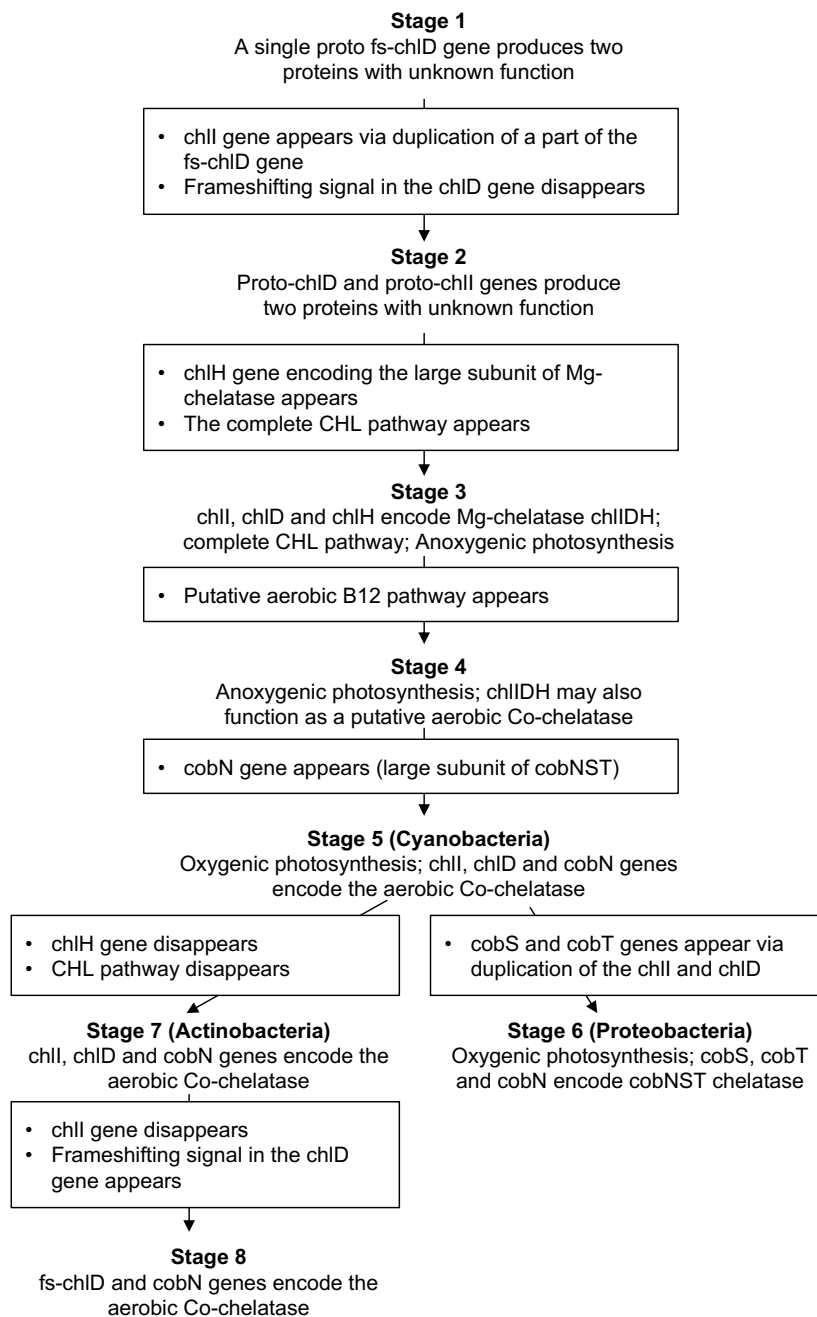 Stage 1
A single proto fs-chlD gene produces two
proteins with unknown function
• chlI gene appears via duplication of a part of the
fs-chlD gene
• Frameshifting signal in the chlD gene disappears
Stage 2
Proto-chlD and proto-chlI genes produce
two proteins with unknown function
• chlH gene encoding the large subunit of Mg-
chelatase appears
• The complete CHL pathway appears
Stage 3
chlI, chlD and chlH encode Mg-chelatase chlIDH;
complete CHL pathway; Anoxygenic photosynthesis
• Putative aerobic B12 pathway appears
Stage 4
Anoxygenic photosynthesis; chlIDH may also
function as a putative aerobic Co-chelatase
• cobN gene appears (large subunit of cobNST)
Stage 5 (Cyanobacteria)
Oxygenic photosynthesis; chlI, chlD and cobN genes
encode the aerobic Co-chelatase
• chlH gene disappears
• CHL pathway disappears
Stage 7 (Actinobacteria)
chlI, chlD and cobN genes encode the
aerobic Co-chelatase
• chlI gene disappears
• Frameshifting signal in the chlD
gene appears
Stage 8
fs-chlD and cobN genes encode the
aerobic Co-chelatase
• cobS and cobT genes appear via
duplication of the chlI and chlD
Stage 6 (Proteobacteria)
Oxygenic photosynthesis; cobS, cobT
and cobN encode cobNST chelatase